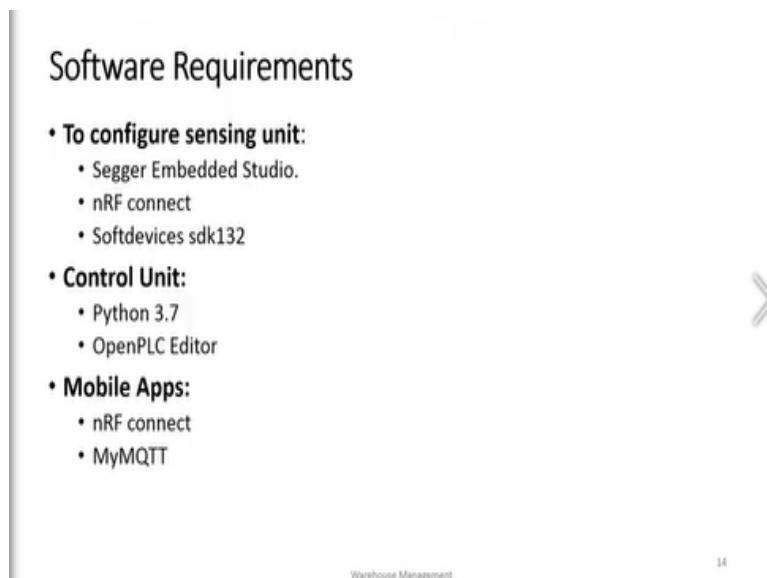 Software Requirements
• To configure sensing unit:
• Segger Embedded Studio.
• nRF connect
• Softdevices sdk132
• Control Unit:
• Python 3.7
• OpenPLC Editor
• Mobile Apps:
• nRF connect
• MyMQTT
Warehouse Management
14